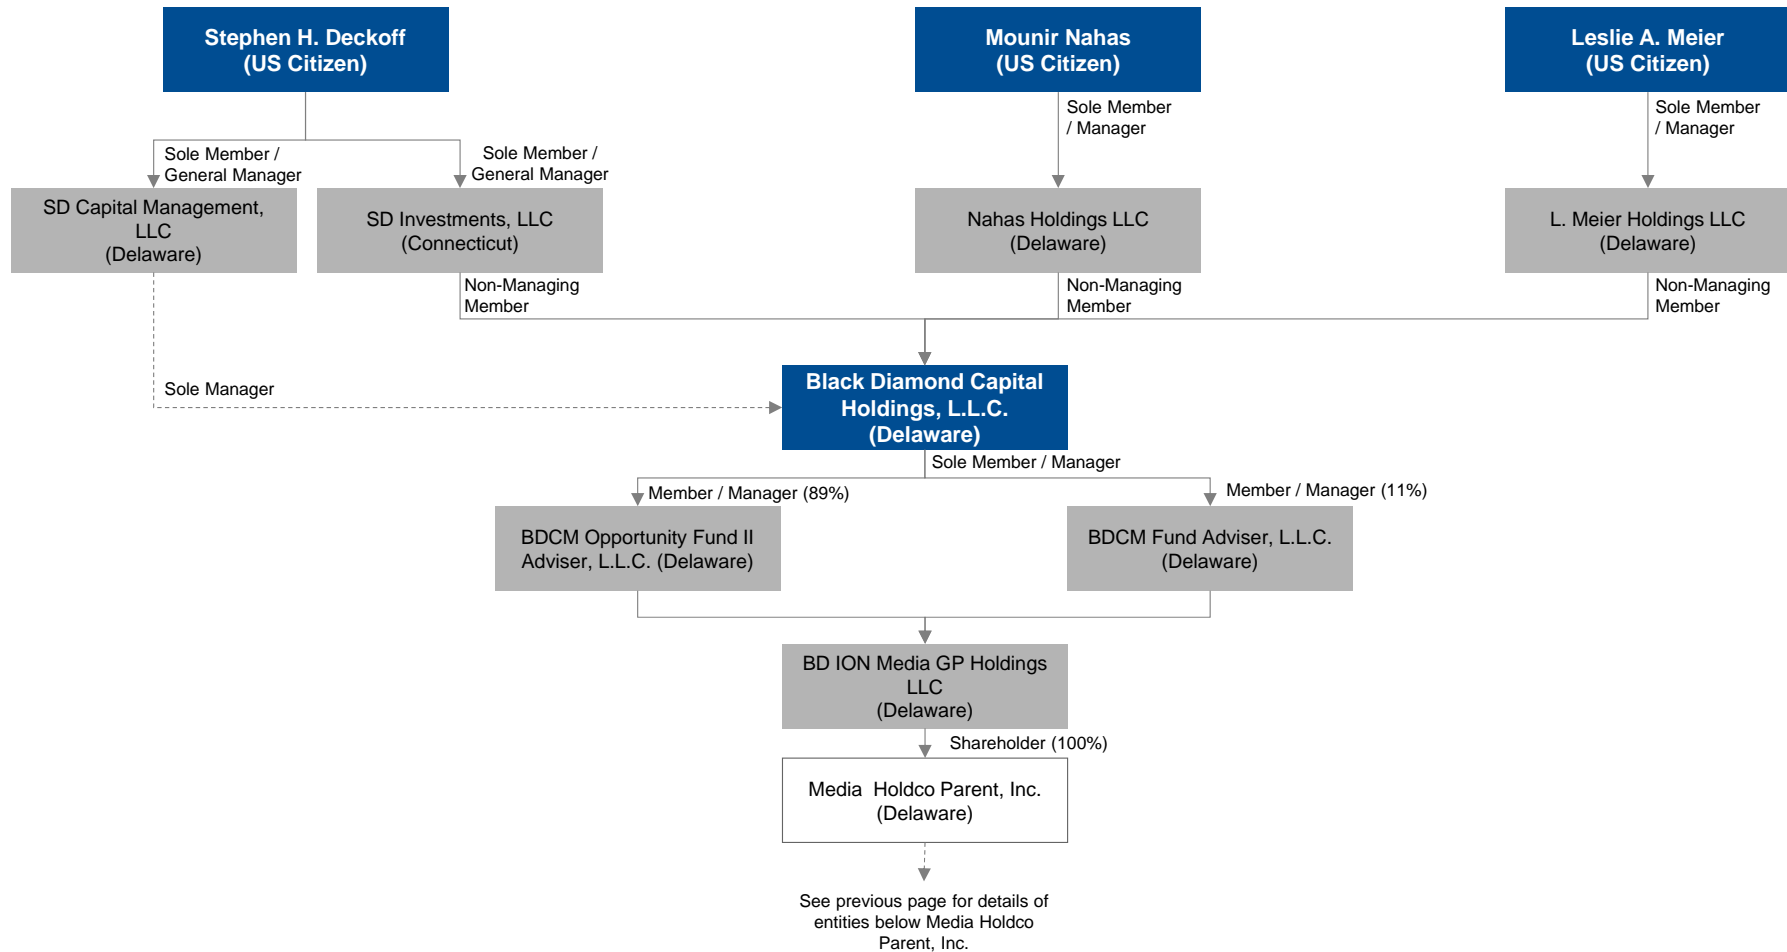 Stephen H. Deckoff
(US Citizen)
Mounir Nahas
(US Citizen)
Leslie A. Meier
(US Citizen)
Sole Member /
General Manager
Sole Member /
General Manager
Sole Member
/ Manager
Sole Member
/ Manager
SD Capital Management,
LLC
(Delaware)
SD Investments, LLC
(Connecticut)
Nahas Holdings LLC
(Delaware)
L. Meier Holdings LLC
(Delaware)
Non-Managing
Member
Non-Managing
Member
Non-Managing
Member
Sole Manager
Black Diamond Capital
Holdings, L.L.C.
(Delaware)
Sole Member / Manager
Member / Manager (89%)
Member / Manager (11%)
BDCM Opportunity Fund II
Adviser, L.L.C. (Delaware)
BDCM Fund Adviser, L.L.C.
(Delaware)
BD ION Media GP Holdings
LLC
(Delaware)
Shareholder (100%)
Media  Holdco Parent, Inc.
(Delaware)
See previous page for details of
entities below Media Holdco
Parent, Inc.